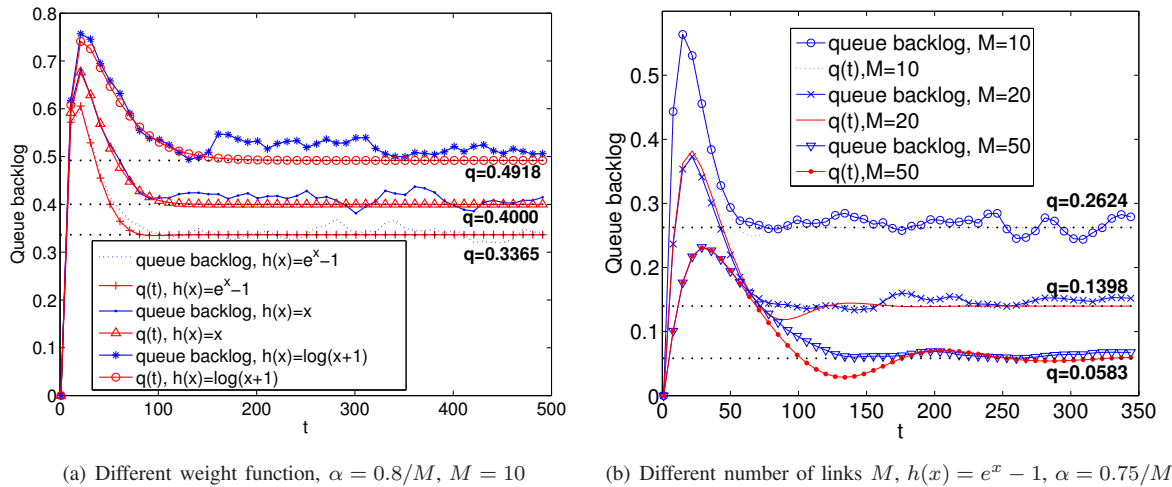 0.8
0.7
0.6
0.5
0.4
0.3
0.2
0.1
0
Queue backlog
q=0.4918
q=0.4000
q=0.3365
queue backlog, h(x)=e^x−1
q(t), h(x)=e^x−1
queue backlog, h(x)=x
q(t), h(x)=x
queue backlog, h(x)=log(x+1)
q(t), h(x)=log(x+1)
0 100 200 300 400 500
t
(a) Different weight function, α = 0.8/M, M = 10
0.5
0.4
0.3
0.2
0.1
0
Queue backlog
queue backlog, M=10
q(t),M=10
queue backlog, M=20
q(t),M=20
queue backlog, M=50
q(t),M=50
q=0.2624
q=0.1398
q=0.0583
0 50 100 150 200 250 300 350
t
(b) Different number of links M, h(x) = e^x − 1, α = 0.75/M